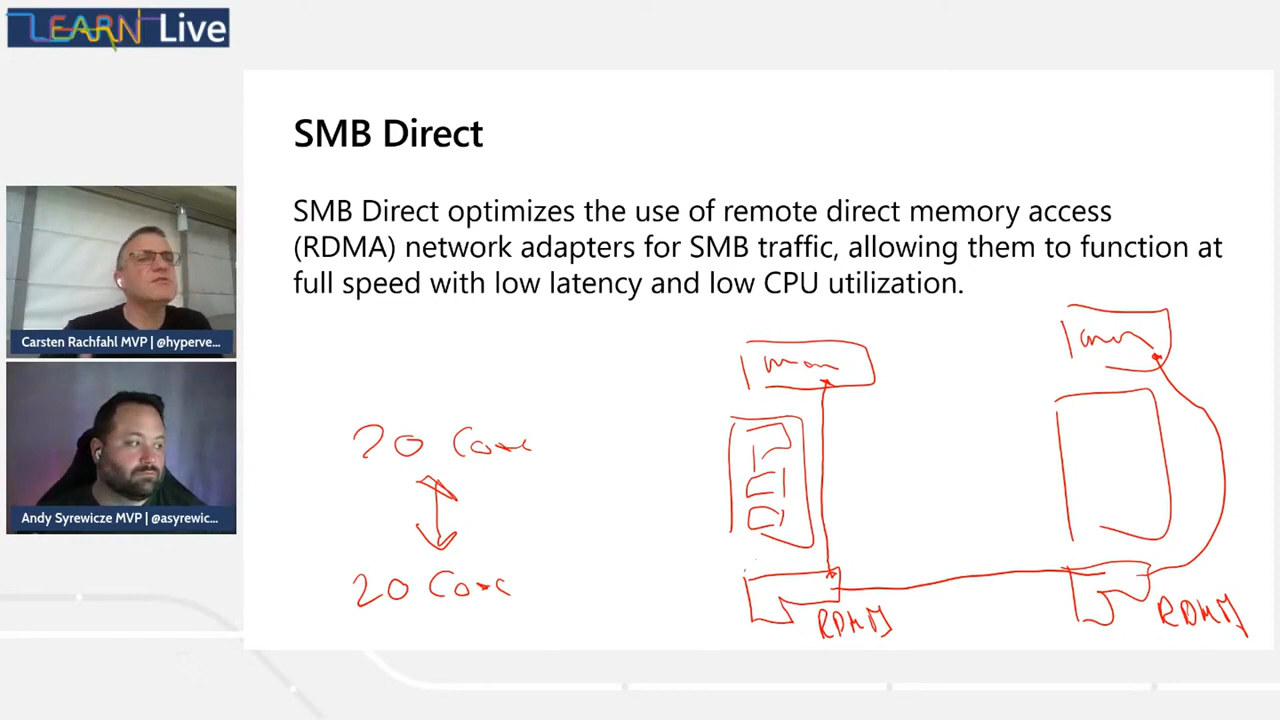 LEARN Live
SMB Direct
SMB Direct optimizes the use of remote direct memory access
(RDMA) network adapters for SMB traffic, allowing them to function at
full speed with low latency and low CPU utilization.
Carsten Rachfahl MVP | @hyperve...
Andy Syrewicze MVP | @asyrewic...
20 Core
20 Core
RDMA
RDMA